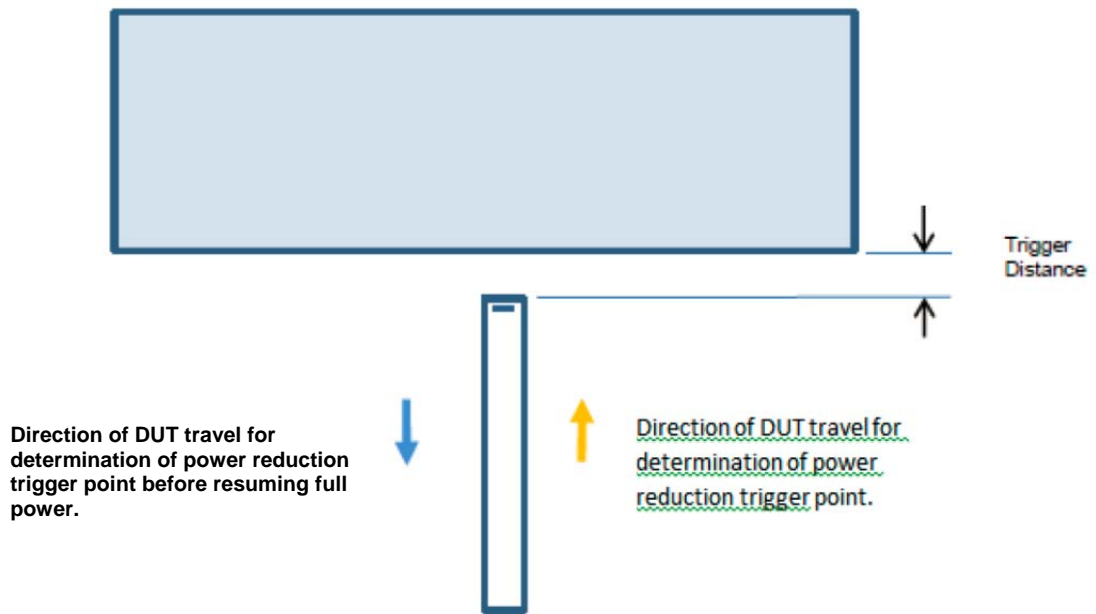 Trigger
Distance
Direction of DUT travel for
determination of power reduction
trigger point before resuming full
power.
Direction of DUT travel for
determination of power
reduction trigger point.